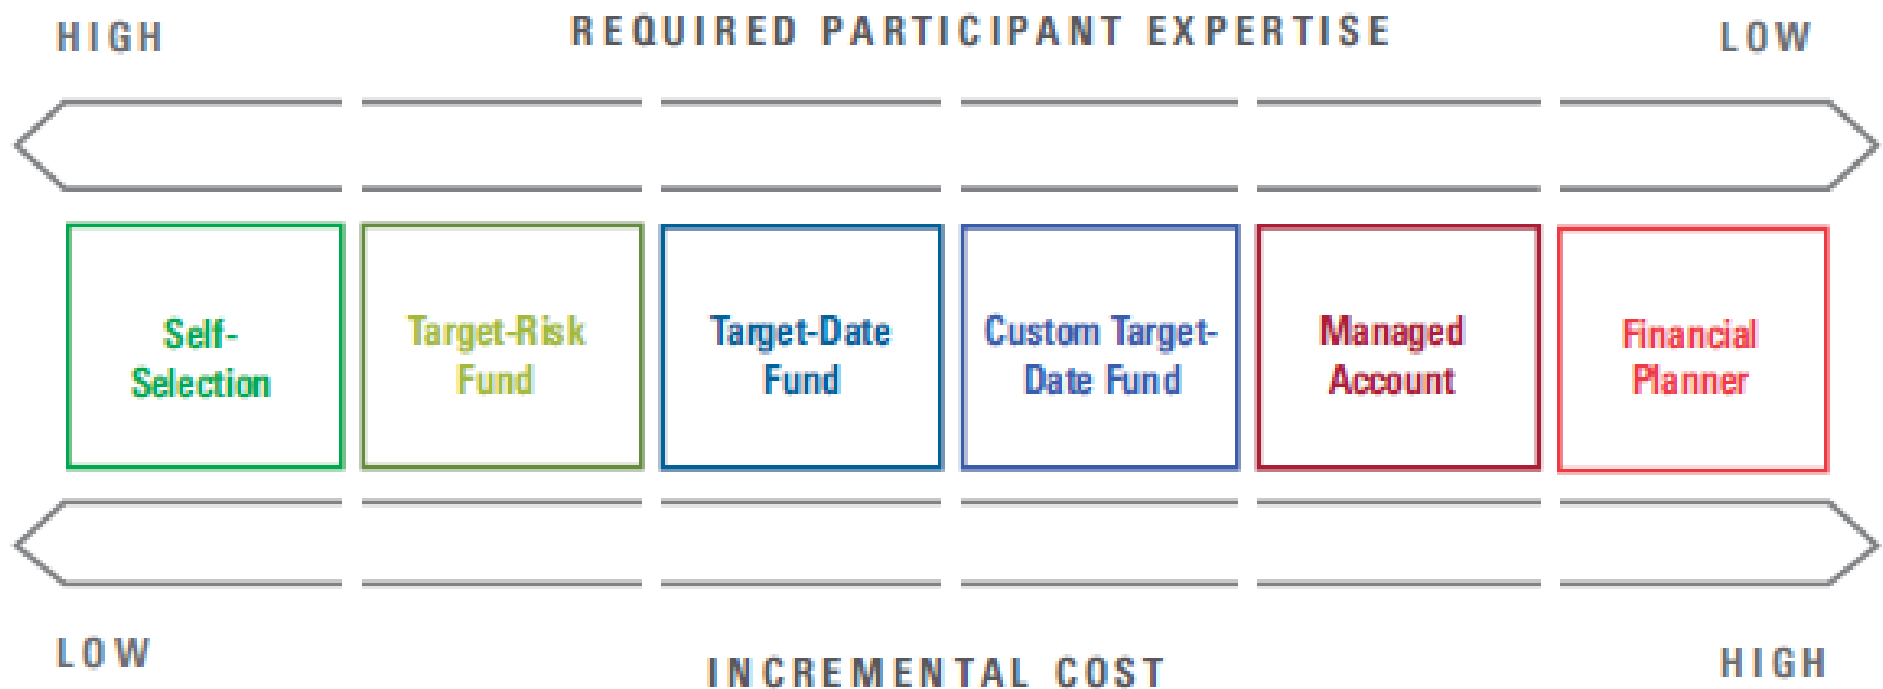 HIGH
REQUIRED PARTICIPANT EXPERTISE
LOW
Self-
Selection
Target-Risk
Fund
Target-Date
Fund
Custom Target-
Date Fund
Managed
Account
Financial
Planner
LOW
INCREMENTAL COST
HIGH